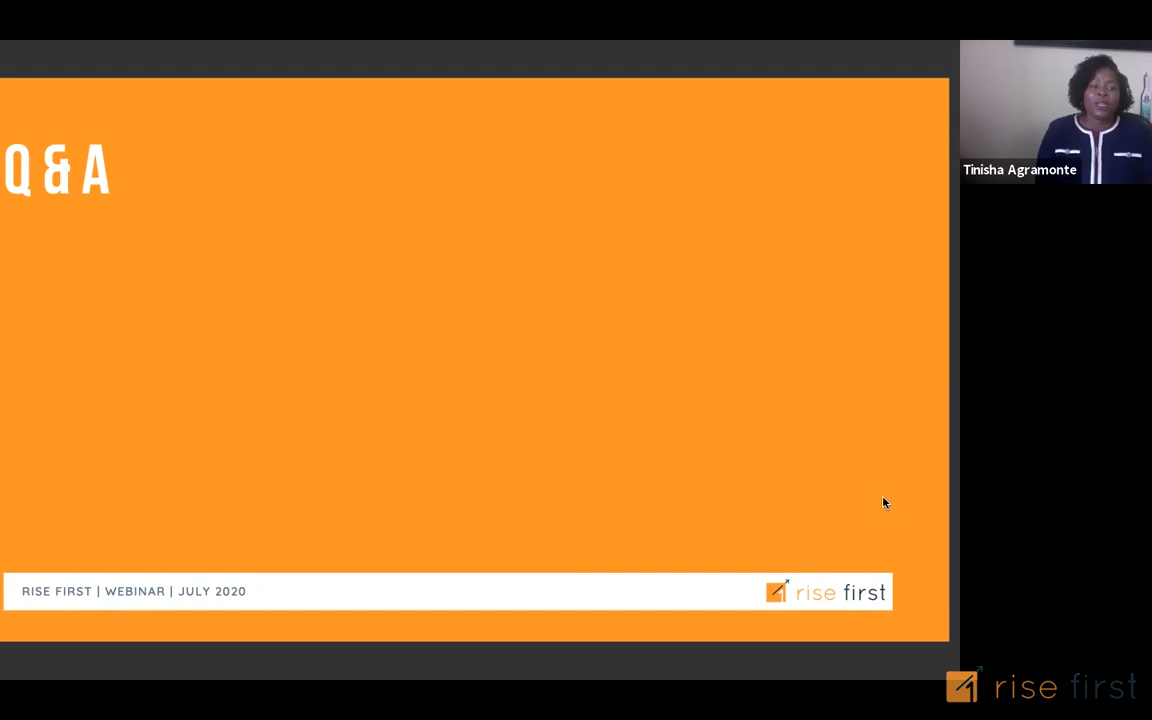 Q & A
Tinisha Agramonte
RISE FIRST | WEBINAR | JULY 2020
rise first
rise first